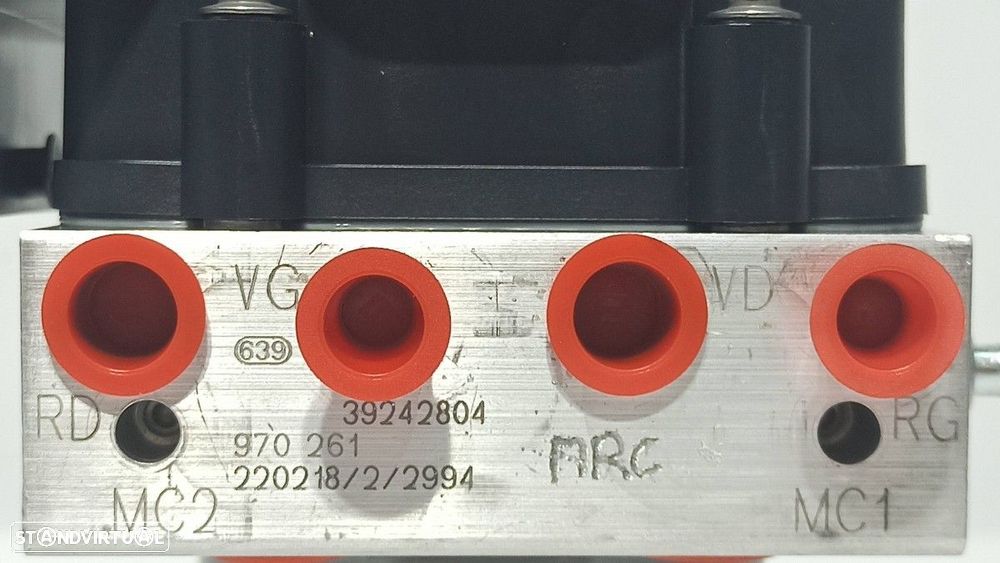 VG VD
639
RD 39242804 RG
970 261
220218/2/2994
ARC
MC2 MC1
STANDVIRTUAL